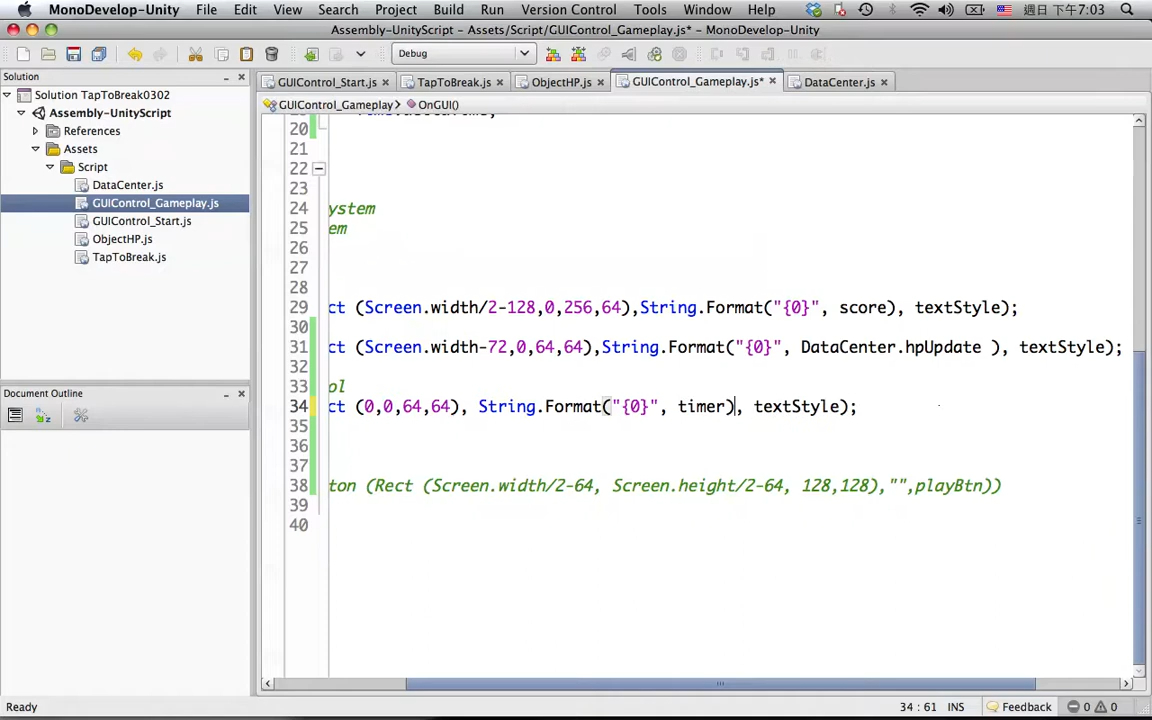 MonoDevelop-Unity File Edit View Search Project Build Run Version Control Tools Window Help 週日 下午7:03
Assembly-UnityScript - Assets/Script/GUIControl_Gameplay.js* - MonoDevelop-Unity
Debug
Solution
GUIControl_Start.js
TapToBreak.js
ObjectHP.js
GUIControl_Gameplay.js*
DataCenter.js
Solution TapToBreak0302
Assembly-UnityScript
References
Assets
Script
DataCenter.js
GUIControl_Gameplay.js
GUIControl_Start.js
ObjectHP.js
TapToBreak.js
Document Outline
GUIControl_Gameplay
OnGUI()
20
21
22
23
24 ystem
25 em
26
27
28
29 ct (Screen.width/2-128,0,256,64),String.Format("{0}", score), textStyle);
30
31 ct (Screen.width-72,0,64,64),String.Format("{0}", DataCenter.hpUpdate ), textStyle);
32
33 ol
34 ct (0,0,64,64), String.Format("{0}", timer), textStyle);
35
36
37
38 ton (Rect (Screen.width/2-64, Screen.height/2-64, 128,128),"",playBtn))
39
40
Ready 34 : 61 INS Feedback 0 0